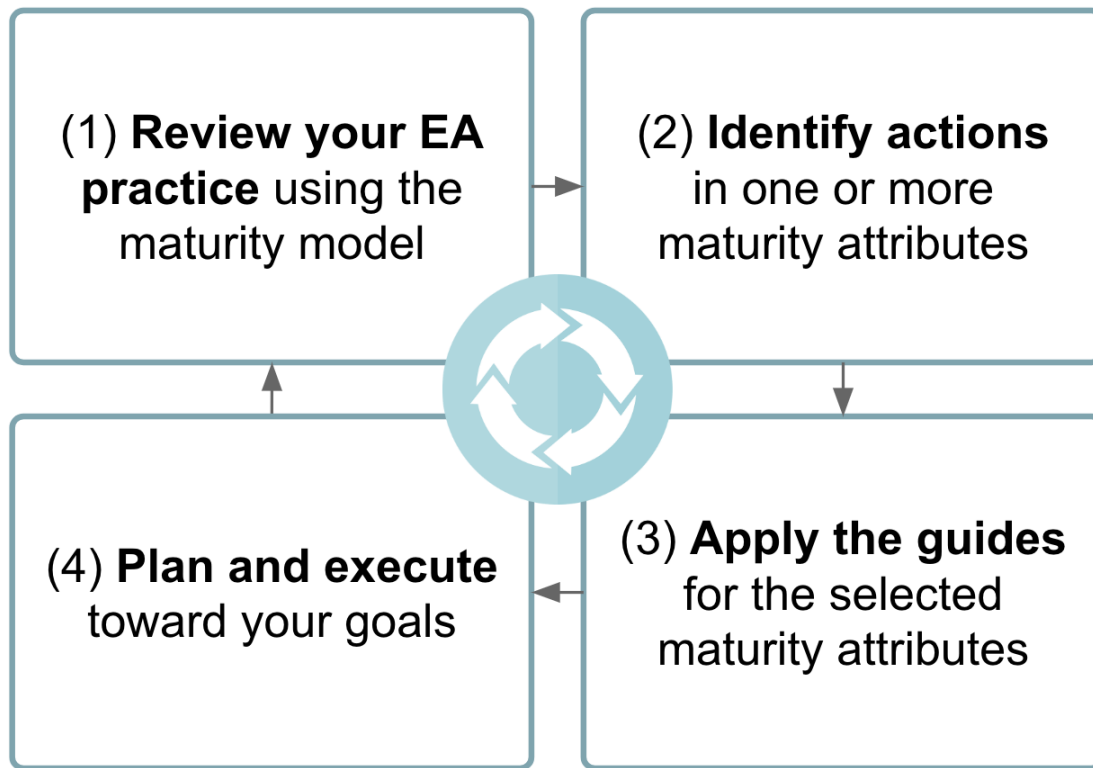 (1) Review your EA
practice using the
maturity model
(2) Identify actions
in one or more
maturity attributes
(3) Apply the guides
for the selected
maturity attributes
(4) Plan and execute
toward your goals